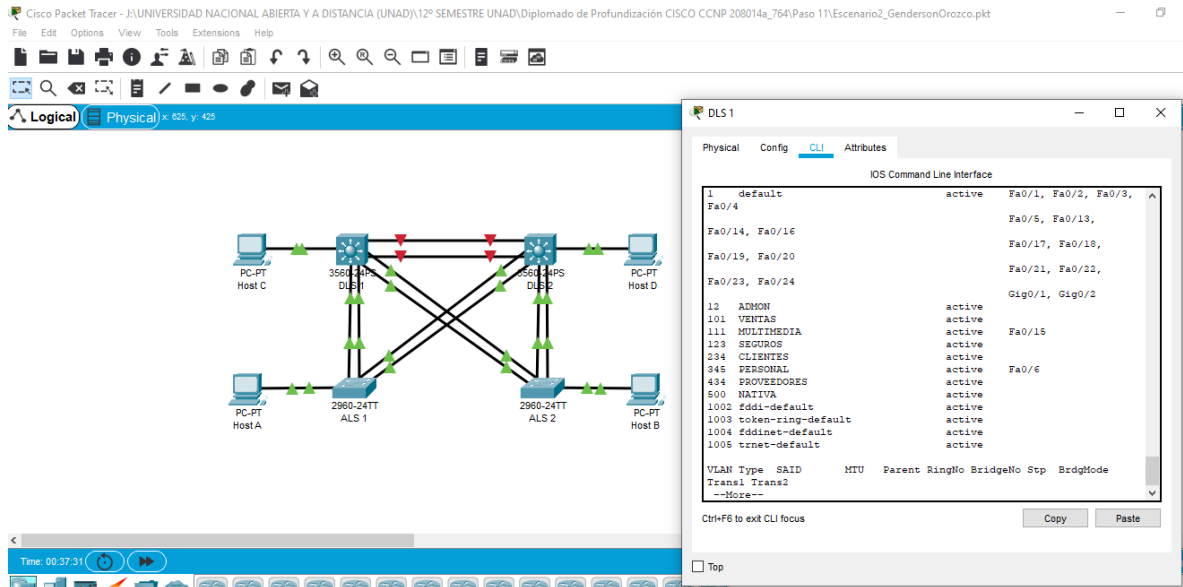 Cisco Packet Tracer - J:\UNIVERSIDAD NACIONAL ABIERTA Y A DISTANCIA (UNAD)\12º SEMESTRE UNAD\Diplomado de Profundización CISCO CCNP 208014a_764\Paso 11\Escenario2_GendersonOrozco.pkt
File Edit Options View Tools Extensions Help
Logical Physical x: 625, y: 425
PC-PT
Host C
3560-24PS
DLS 1
3560-24PS
DLS 2
PC-PT
Host D
PC-PT
Host A
2960-24TT
ALS 1
2960-24TT
ALS 2
PC-PT
Host B
Time: 00:37:31
DLS 1
Physical Config CLI Attributes
IOS Command Line Interface
1 default active Fa0/1, Fa0/2, Fa0/3,
Fa0/4
Fa0/5, Fa0/13,
Fa0/14, Fa0/16
Fa0/17, Fa0/18,
Fa0/19, Fa0/20
Fa0/21, Fa0/22,
Fa0/23, Fa0/24
Gig0/1, Gig0/2
12 ADMON active
101 VENTAS active
111 MULTIMEDIA active Fa0/15
123 SEGUROS active
234 CLIENTES active
345 PERSONAL active Fa0/6
434 PROVEEDORES active
500 NATIVA active
1002 fddi-default active
1003 token-ring-default active
1004 fddinet-default active
1005 trnet-default active
VLAN Type SAID MTU Parent RingNo BridgeNo Stp BrdgMode
Trans1 Trans2
--More--
Ctrl+F6 to exit CLI focus
Copy Paste
Top